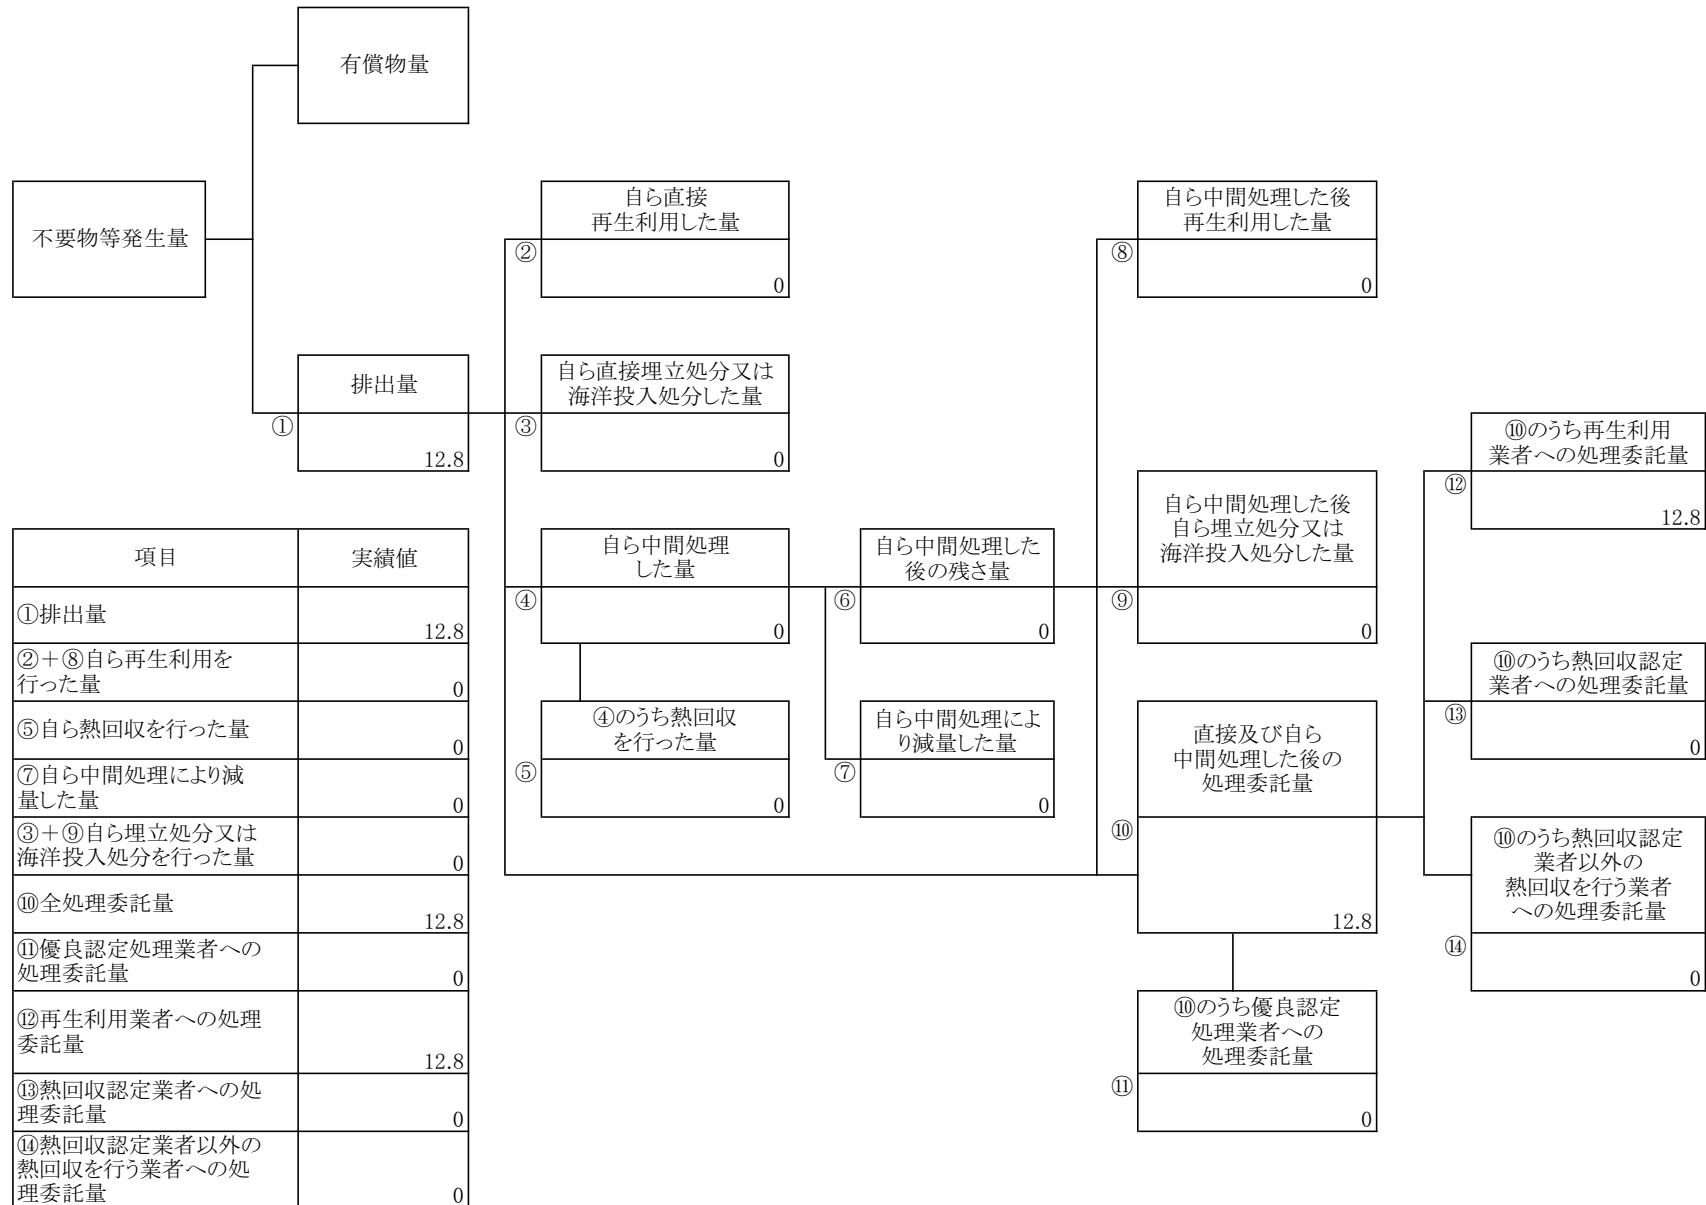 有償物量
不要物等発生量
自ら直接
再生利用した量
②
0
自ら中間処理した後
再生利用した量
⑧
0
排出量
①
12.8
自ら直接埋立処分又は
海洋投入処分した量
③
0
⑩のうち再生利用
業者への処理委託量
⑫
12.8
自ら中間処理
した量
④
0
自ら中間処理した
後の残さ量
⑥
0
自ら中間処理した後
自ら埋立処分又は
海洋投入処分した量
⑨
0
⑩のうち熱回収認定
業者への処理委託量
⑬
0
④のうち熱回収
を行った量
⑤
0
自ら中間処理によ
り減量した量
⑦
0
直接及び自ら
中間処理した後の
処理委託量
⑩
12.8
⑩のうち熱回収認定
業者以外の
熱回収を行う業者
への処理委託量
⑭
0
⑩のうち優良認定
処理業者への
処理委託量
⑪
0
項目 実績値
①排出量
12.8
②＋⑧自ら再生利用を
行った量 0
⑤自ら熱回収を行った量
0
⑦自ら中間処理により減
量した量 0
③＋⑨自ら埋立処分又は
海洋投入処分を行った量 0
⑩全処理委託量
12.8
⑪優良認定処理業者への
処理委託量 0
⑫再生利用業者への処理
委託量
12.8
⑬熱回収認定業者への処
理委託量 0
⑭熱回収認定業者以外の
熱回収を行う業者への処
理委託量 0